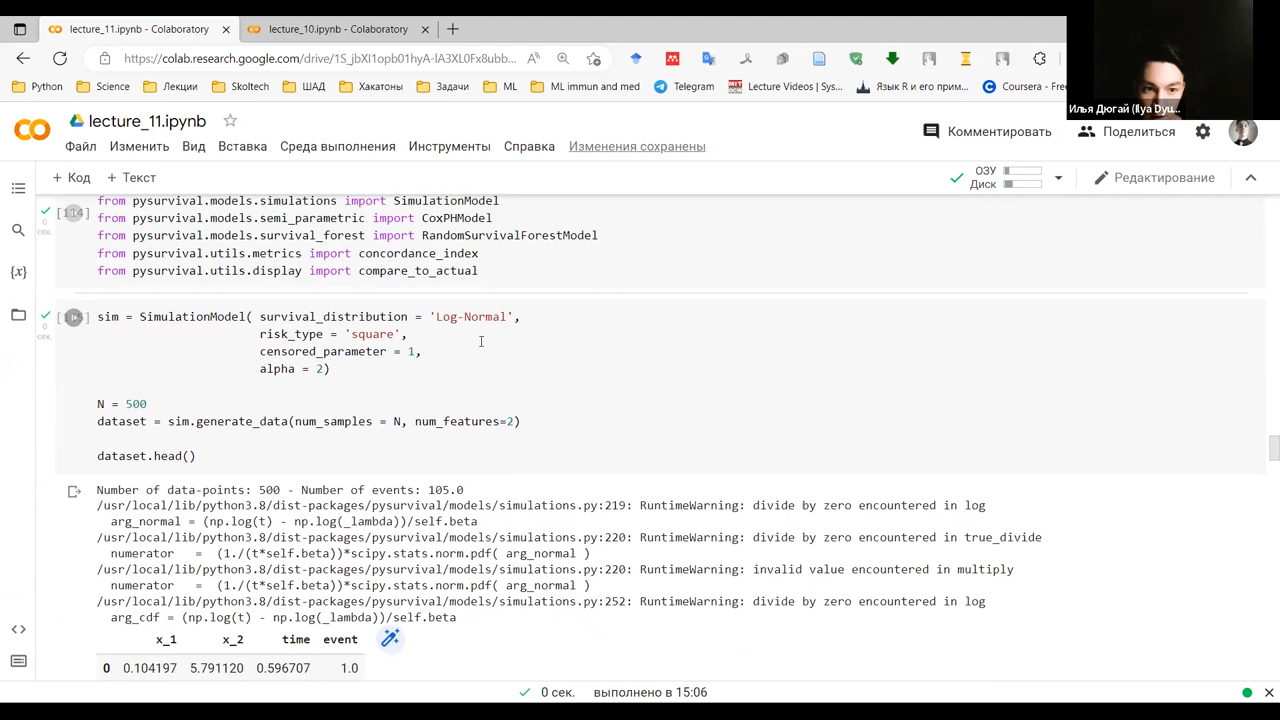 lecture_11.ipynb - Colaboratory
lecture_10.ipynb - Colaboratory
https://colab.research.google.com/drive/1S_jbXl1opb01hyA-lA3XL0Fx8ubb...
Python
Science
Лекции
Skoltech
ШАД
Хакатоны
Задачи
ML
ML immun and med
Telegram
Lecture Videos | Sys...
Язык R и его прим...
Coursera - Free
Илья Дюгай (Ilya Dyu...
lecture_11.ipynb
Комментировать
Поделиться
Файл Изменить Вид Вставка Среда выполнения Инструменты Справка Изменения сохранены
+ Код + Текст
ОЗУ
Диск
Редактирование
from pysurvival.models.simulations import SimulationModel
[114]
0
сек.
from pysurvival.models.semi_parametric import CoxPHModel
from pysurvival.models.survival_forest import RandomSurvivalForestModel
from pysurvival.utils.metrics import concordance_index
from pysurvival.utils.display import compare_to_actual
0
сек.
sim = SimulationModel( survival_distribution = 'Log-Normal',
risk_type = 'square',
censored_parameter = 1,
alpha = 2)
N = 500
dataset = sim.generate_data(num_samples = N, num_features=2)
dataset.head()
Number of data-points: 500 - Number of events: 105.0
/usr/local/lib/python3.8/dist-packages/pysurvival/models/simulations.py:219: RuntimeWarning: divide by zero encountered in log
arg_normal = (np.log(t) - np.log(_lambda))/self.beta
/usr/local/lib/python3.8/dist-packages/pysurvival/models/simulations.py:220: RuntimeWarning: divide by zero encountered in true_divide
numerator = (1./(t*self.beta))*scipy.stats.norm.pdf( arg_normal )
/usr/local/lib/python3.8/dist-packages/pysurvival/models/simulations.py:220: RuntimeWarning: invalid value encountered in multiply
numerator = (1./(t*self.beta))*scipy.stats.norm.pdf( arg_normal )
/usr/local/lib/python3.8/dist-packages/pysurvival/models/simulations.py:252: RuntimeWarning: divide by zero encountered in log
arg_cdf = (np.log(t) - np.log(_lambda))/self.beta
x_1 x_2 time event
0 0.104197 5.791120 0.596707 1.0
0 сек. выполнено в 15:06